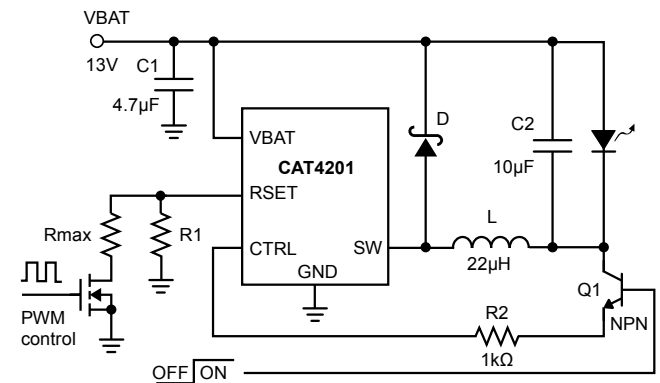 VBAT
13V
C1
4.7µF
VBAT
CAT4201
RSET
CTRL
SW
GND
D
C2
10µF
L
22µH
Rmax
R1
PWM
control
Q1
NPN
R2
1kΩ
OFF ON